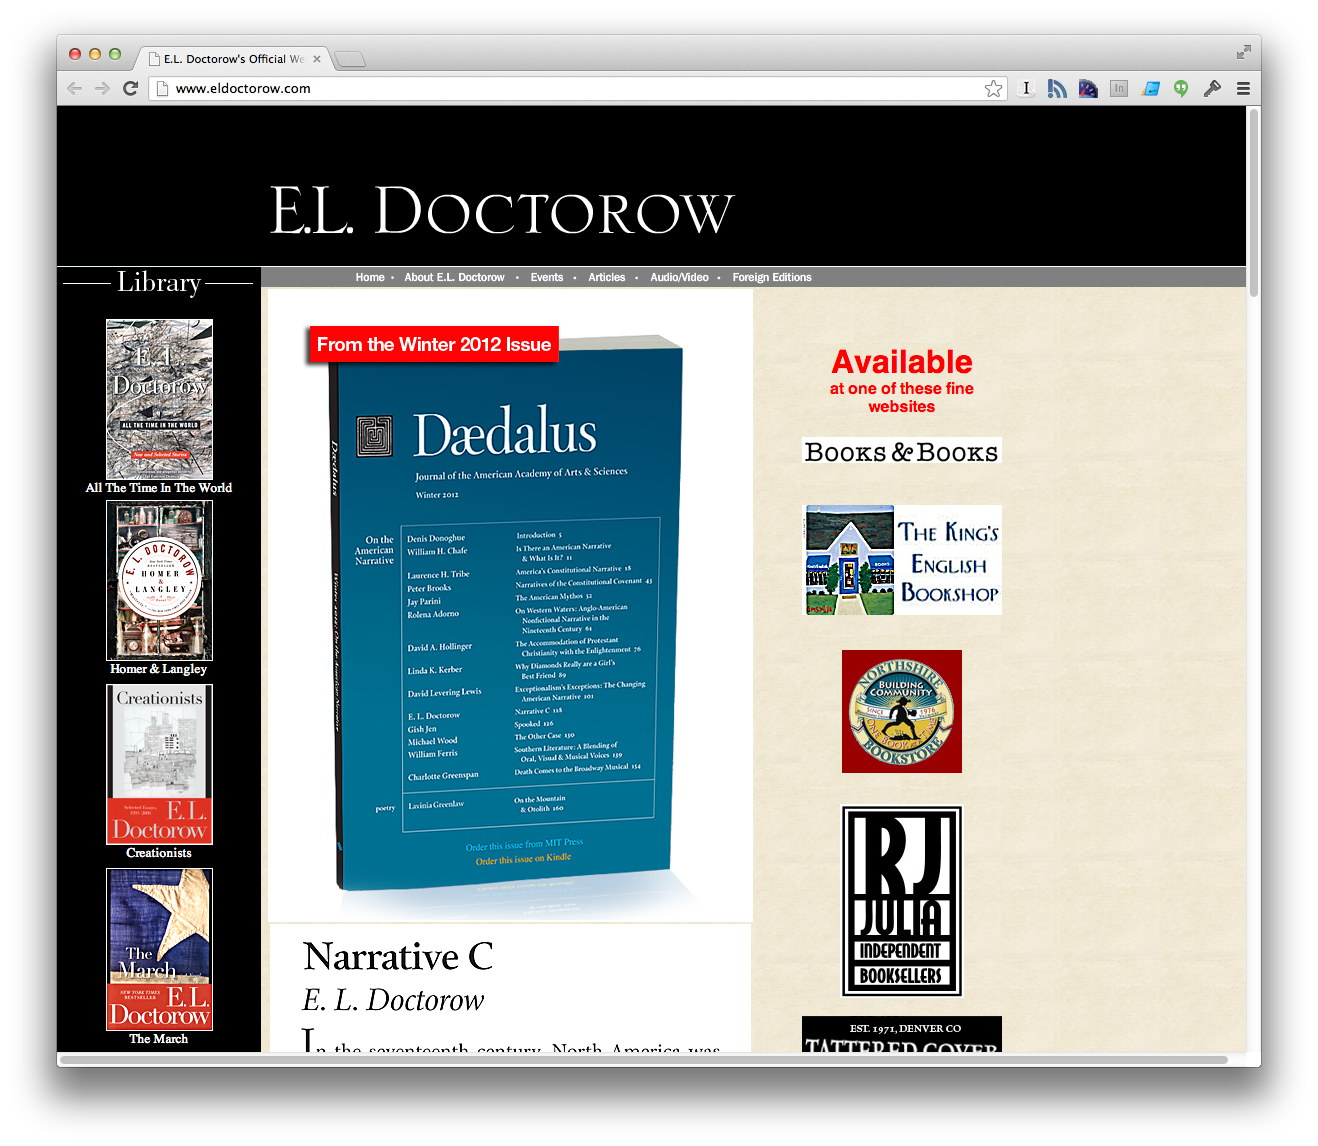 E.L. Doctorow's Official We
www.eldoctorow.com
E.L. DOCTOROW
Library
Home • About E.L. Doctorow • Events • Articles • Audio/Video • Foreign Editions
E. L.
Doctorow
ALL THE TIME IN THE WORLD
New and Selected Stories
All The Time In The World
E. L. DOCTOROW
HOMER &
LANGLEY
Homer & Langley
Creationists
Selected Essays,
1993–2006
E.L.
Doctorow
Creationists
The
March
NEW YORK TIMES
BESTSELLER
E.L.
Doctorow
The March
From the Winter 2012 Issue
Dædalus
Dædalus
Journal of the American Academy of Arts & Sciences
Winter 2012
On the
American
Narrative
Denis Donoghue Introduction 5
William H. Chafe Is There an American Narrative
& What Is It? 11
Laurence H. Tribe America's Constitutional Narrative 18
Peter Brooks Narratives of the Constitutional Covenant 43
Jay Parini The American Mythos 52
Rolena Adorno On Western Waters: Anglo-American
Nonfictional Narrative in the
Nineteenth Century 61
David A. Hollinger The Accommodation of Protestant
Christianity with the Enlightenment 76
Linda K. Kerber Why Diamonds Really are a Girl's
Best Friend 89
David Levering Lewis Exceptionalism's Exceptions: The Changing
American Narrative 101
E. L. Doctorow Narrative C 118
Gish Jen Spooked 126
Michael Wood The Other Case 130
William Ferris Southern Literature: A Blending of
Oral, Visual & Musical Voices 139
Charlotte Greenspan Death Comes to the Broadway Musical 154
poetry Lavinia Greenlaw On the Mountain
& Otolith 160
Order this issue from MIT Press
Order this issue on Kindle
Narrative C
E. L. Doctorow
In the seventeenth century, North America was
Available
at one of these fine
websites
BOOKS & BOOKS
THE KING'S
ENGLISH
BOOKSHOP
NORTHSHIRE
BUILDING
COMMUNITY
SINCE 1976
ONE BOOK AT A TIME
BOOKSTORE
RJ
JULIA
INDEPENDENT
BOOKSELLERS
EST. 1971, DENVER CO
TATTERED COVER